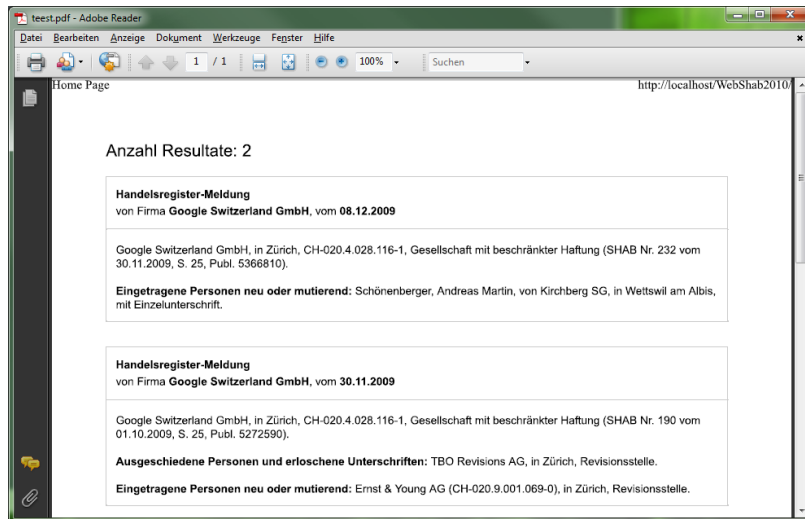 teest.pdf - Adobe Reader
Datei Bearbeiten Anzeige Dokument Werkzeuge Fenster Hilfe
1 / 1 100% Suchen
Home Page http://localhost/WebShab2010/
Anzahl Resultate: 2
Handelsregister-Meldung
von Firma Google Switzerland GmbH, vom 08.12.2009
Google Switzerland GmbH, in Zürich, CH-020.4.028.116-1, Gesellschaft mit beschränkter Haftung (SHAB Nr. 232 vom
30.11.2009, S. 25, Publ. 5366810).
Eingetragene Personen neu oder mutierend: Schönenberger, Andreas Martin, von Kirchberg SG, in Wettswil am Albis,
mit Einzelunterschrift.
Handelsregister-Meldung
von Firma Google Switzerland GmbH, vom 30.11.2009
Google Switzerland GmbH, in Zürich, CH-020.4.028.116-1, Gesellschaft mit beschränkter Haftung (SHAB Nr. 190 vom
01.10.2009, S. 25, Publ. 5272590).
Ausgeschiedene Personen und erloschene Unterschriften: TBO Revisions AG, in Zürich, Revisionsstelle.
Eingetragene Personen neu oder mutierend: Ernst & Young AG (CH-020.9.001.069-0), in Zürich, Revisionsstelle.